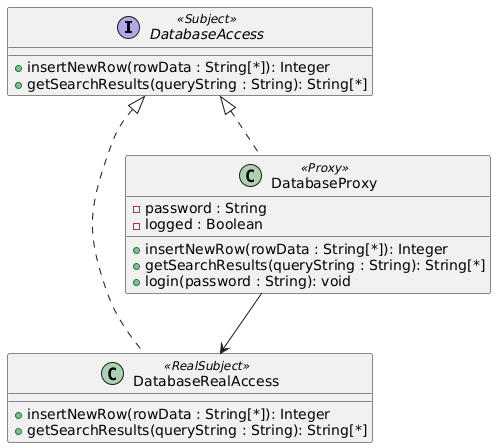 I
«Subject»
DatabaseAccess
insertNewRow(rowData : String[*]): Integer
getSearchResults(queryString : String): String[*]
C
«Proxy»
DatabaseProxy
password : String
logged : Boolean
insertNewRow(rowData : String[*]): Integer
getSearchResults(queryString : String): String[*]
login(password : String): void
C
«RealSubject»
DatabaseRealAccess
insertNewRow(rowData : String[*]): Integer
getSearchResults(queryString : String): String[*]